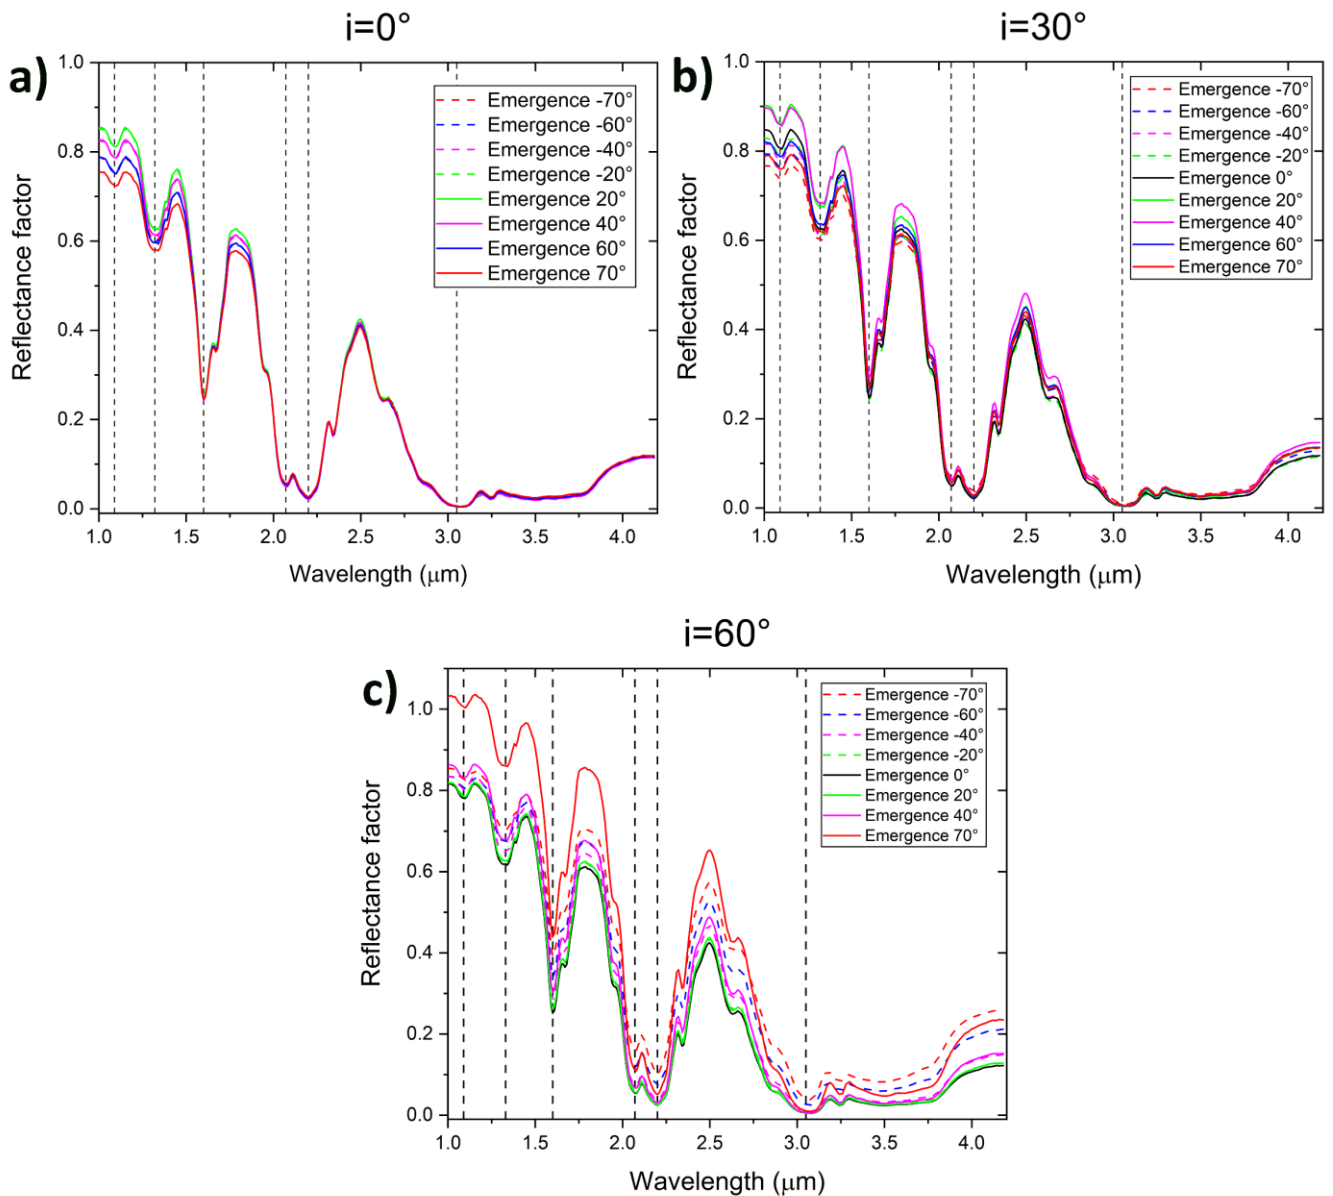 i=0°
a)
1.0
0.8
0.6
0.4
0.2
0.0
Reflectance factor
Emergence -70°
Emergence -60°
Emergence -40°
Emergence -20°
Emergence 20°
Emergence 40°
Emergence 60°
Emergence 70°
1.0 1.5 2.0 2.5 3.0 3.5 4.0
Wavelength (μm)
i=30°
b)
1.0
0.8
0.6
0.4
0.2
0.0
Reflectance factor
Emergence -70°
Emergence -60°
Emergence -40°
Emergence -20°
Emergence 0°
Emergence 20°
Emergence 40°
Emergence 60°
Emergence 70°
1.0 1.5 2.0 2.5 3.0 3.5 4.0
Wavelength (μm)
i=60°
c)
1.0
0.8
0.6
0.4
0.2
0.0
Reflectance factor
Emergence -70°
Emergence -60°
Emergence -40°
Emergence -20°
Emergence 0°
Emergence 20°
Emergence 40°
Emergence 70°
1.0 1.5 2.0 2.5 3.0 3.5 4.0
Wavelength (μm)